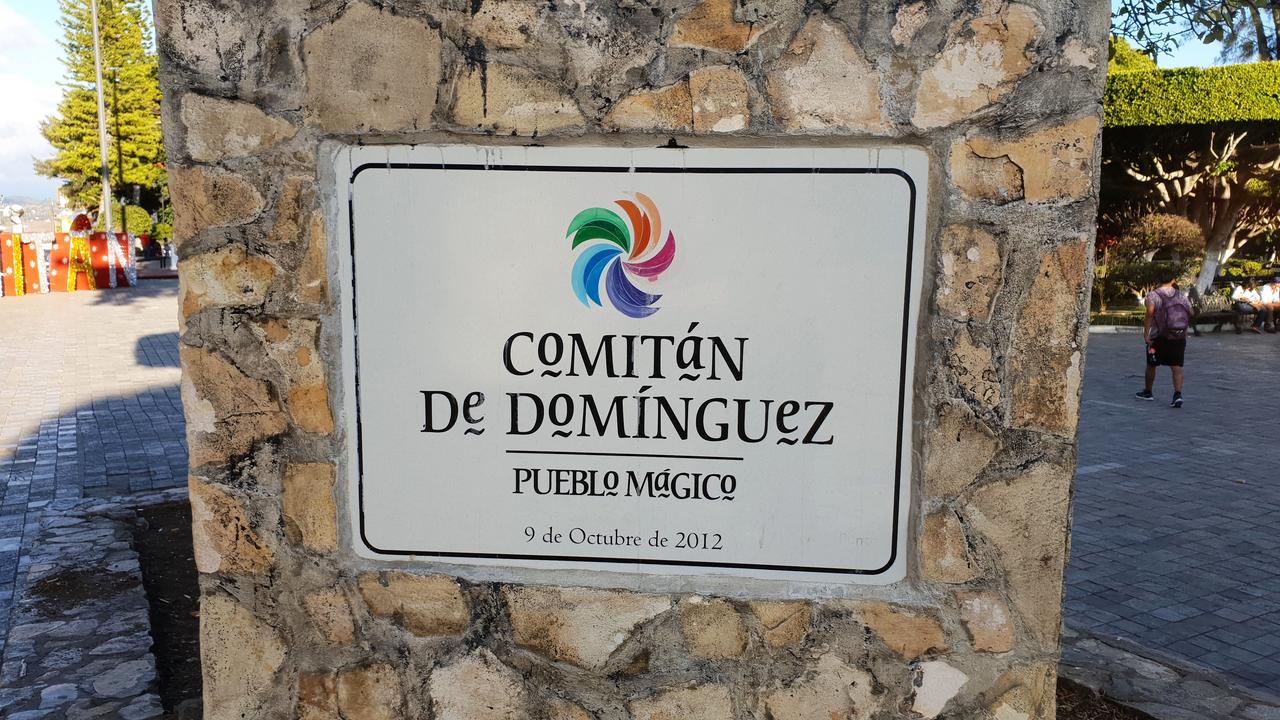 COMITáN
De DOMÍNGUeZ
PUEBLO MáGICO
9 de Octubre de 2012